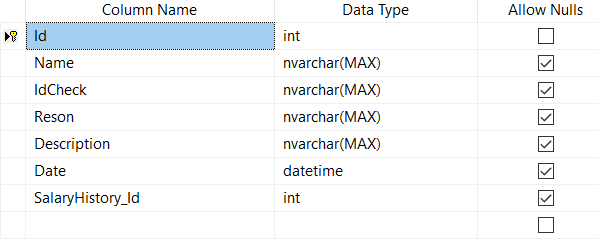 Column Name Data Type Allow Nulls
Id int
Name nvarchar(MAX)
IdCheck nvarchar(MAX)
Reson nvarchar(MAX)
Description nvarchar(MAX)
Date datetime
SalaryHistory_Id int